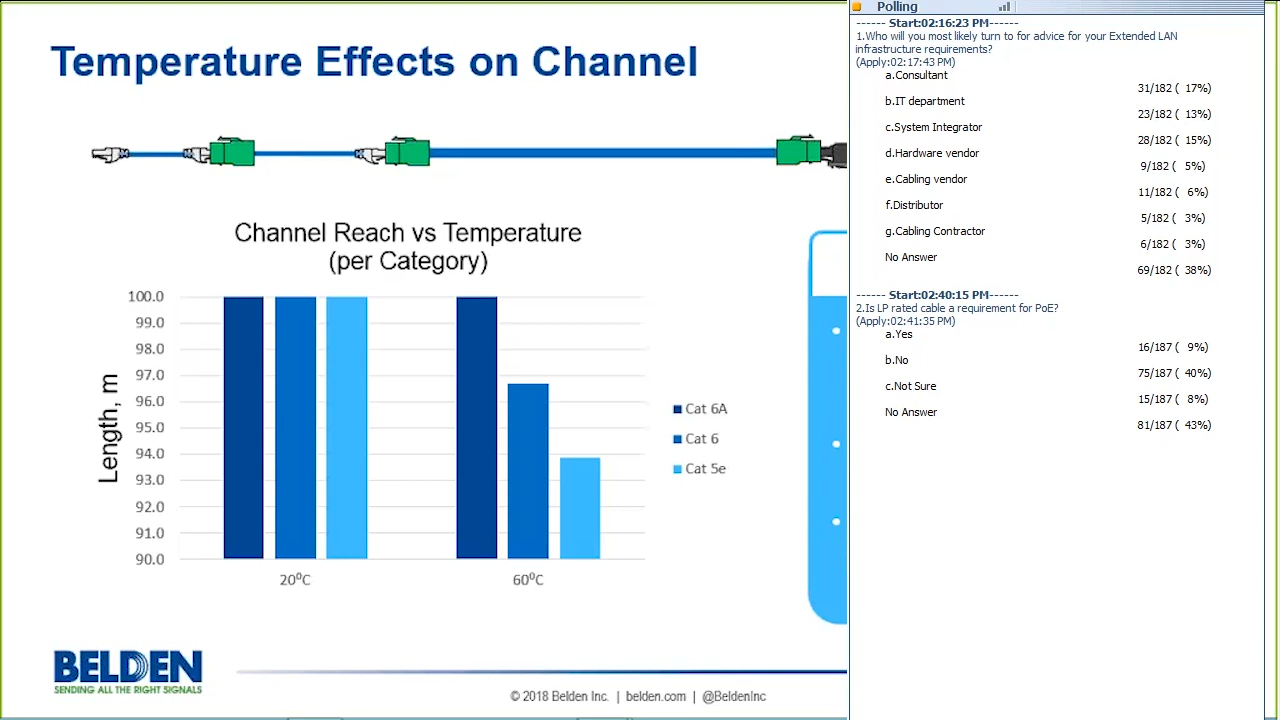 Temperature Effects on Channel
Channel Reach vs Temperature
(per Category)
100.0
99.0
98.0
97.0
96.0
95.0
94.0
93.0
92.0
91.0
90.0
Length, m
20⁰C
60⁰C
Cat 6A
Cat 6
Cat 5e
BELDEN
SENDING ALL THE RIGHT SIGNALS
© 2018 Belden Inc. | belden.com | @BeldenInc
Polling
------ Start:02:16:23 PM------
1.Who will you most likely turn to for advice for your Extended LAN
infrastructure requirements?
(Apply:02:17:43 PM)
a.Consultant
31/182 ( 17%)
b.IT department
23/182 ( 13%)
c.System Integrator
28/182 ( 15%)
d.Hardware vendor
9/182 ( 5%)
e.Cabling vendor
11/182 ( 6%)
f.Distributor
5/182 ( 3%)
g.Cabling Contractor
6/182 ( 3%)
No Answer
69/182 ( 38%)
------ Start:02:40:15 PM------
2.Is LP rated cable a requirement for PoE?
(Apply:02:41:35 PM)
a.Yes
16/187 ( 9%)
b.No
75/187 ( 40%)
c.Not Sure
15/187 ( 8%)
No Answer
81/187 ( 43%)